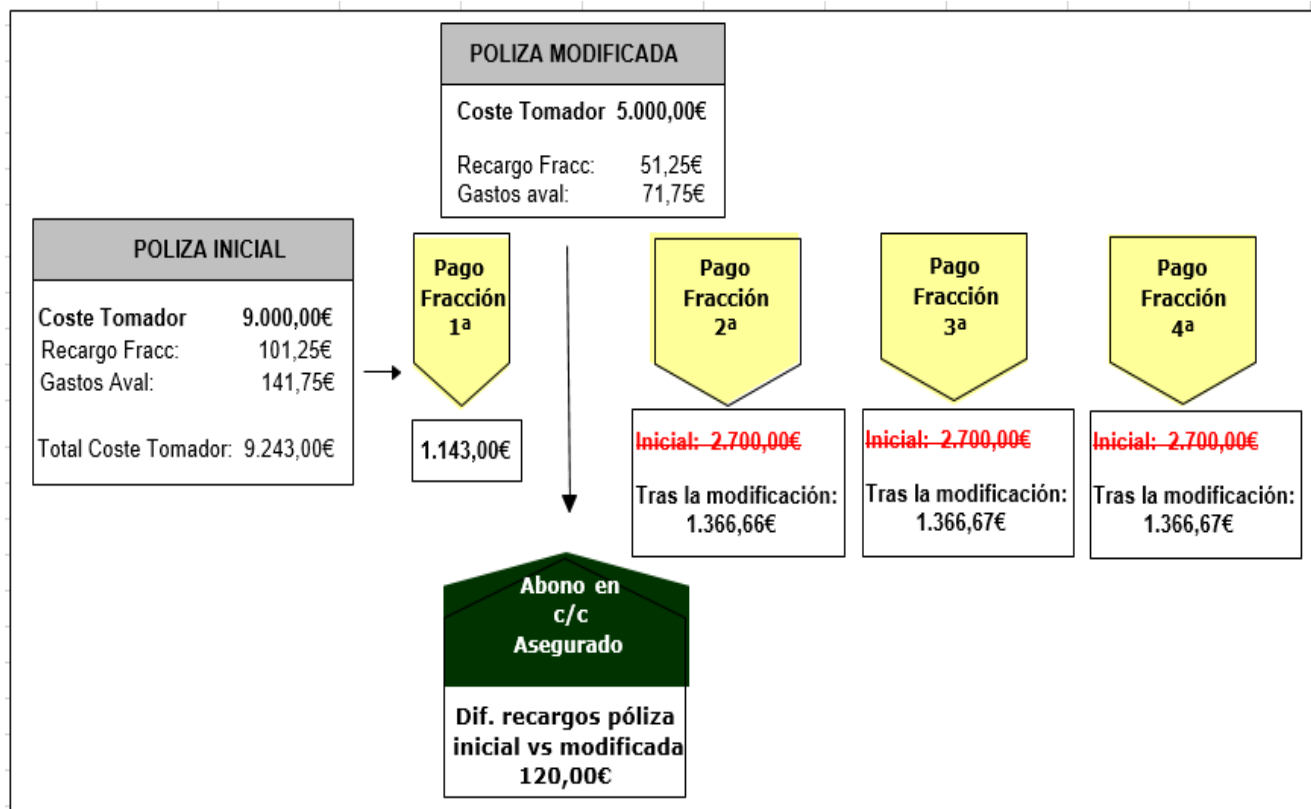 POLIZA MODIFICADA
Coste Tomador 5.000,00€
Recargo Fracc: 51,25€
Gastos aval: 71,75€
POLIZA INICIAL
Coste Tomador 9.000,00€
Recargo Fracc: 101,25€
Gastos Aval: 141,75€
Total Coste Tomador: 9.243,00€
Pago
Fracción
1ª
1.143,00€
Pago
Fracción
2ª
Inicial: 2.700,00€
Tras la modificación:
1.366,66€
Pago
Fracción
3ª
Inicial: 2.700,00€
Tras la modificación:
1.366,67€
Pago
Fracción
4ª
Inicial: 2.700,00€
Tras la modificación:
1.366,67€
Abono en
c/c
Asegurado
Dif. recargos póliza
inicial vs modificada
120,00€